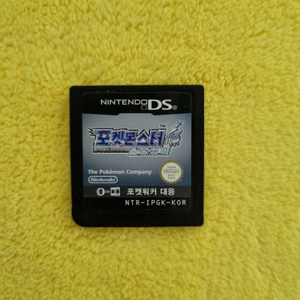 NINTENDO DS
포켓몬스터
The Pokémon Company
Nintendo
포켓워커 대응
NTR-IPGK-KOR